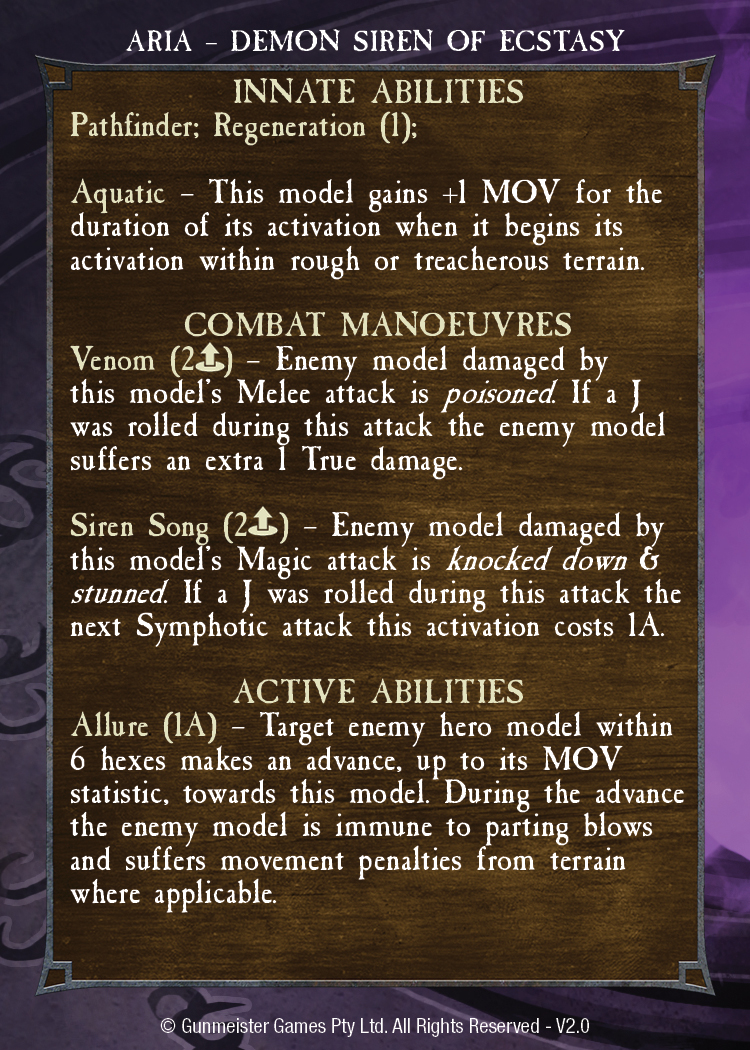 ARIA – DEMON SIREN OF ECSTASY
INNATE ABILITIES
Pathfinder; Regeneration (1);
Aquatic – This model gains +1 MOV for the
duration of its activation when it begins its
activation within rough or treacherous terrain.
COMBAT MANOEUVRES
Venom (2) – Enemy model damaged by
this model's Melee attack is poisoned. If a J
was rolled during this attack the enemy model
suffers an extra 1 True damage.
Siren Song (2) – Enemy model damaged by
this model's Magic attack is knocked down &
stunned. If a J was rolled during this attack the
next Symphotic attack this activation costs 1A.
ACTIVE ABILITIES
Allure (1A) – Target enemy hero model within
6 hexes makes an advance, up to its MOV
statistic, towards this model. During the advance
the enemy model is immune to parting blows
and suffers movement penalties from terrain
where applicable.
© Gunmeister Games Pty Ltd. All Rights Reserved - V2.0